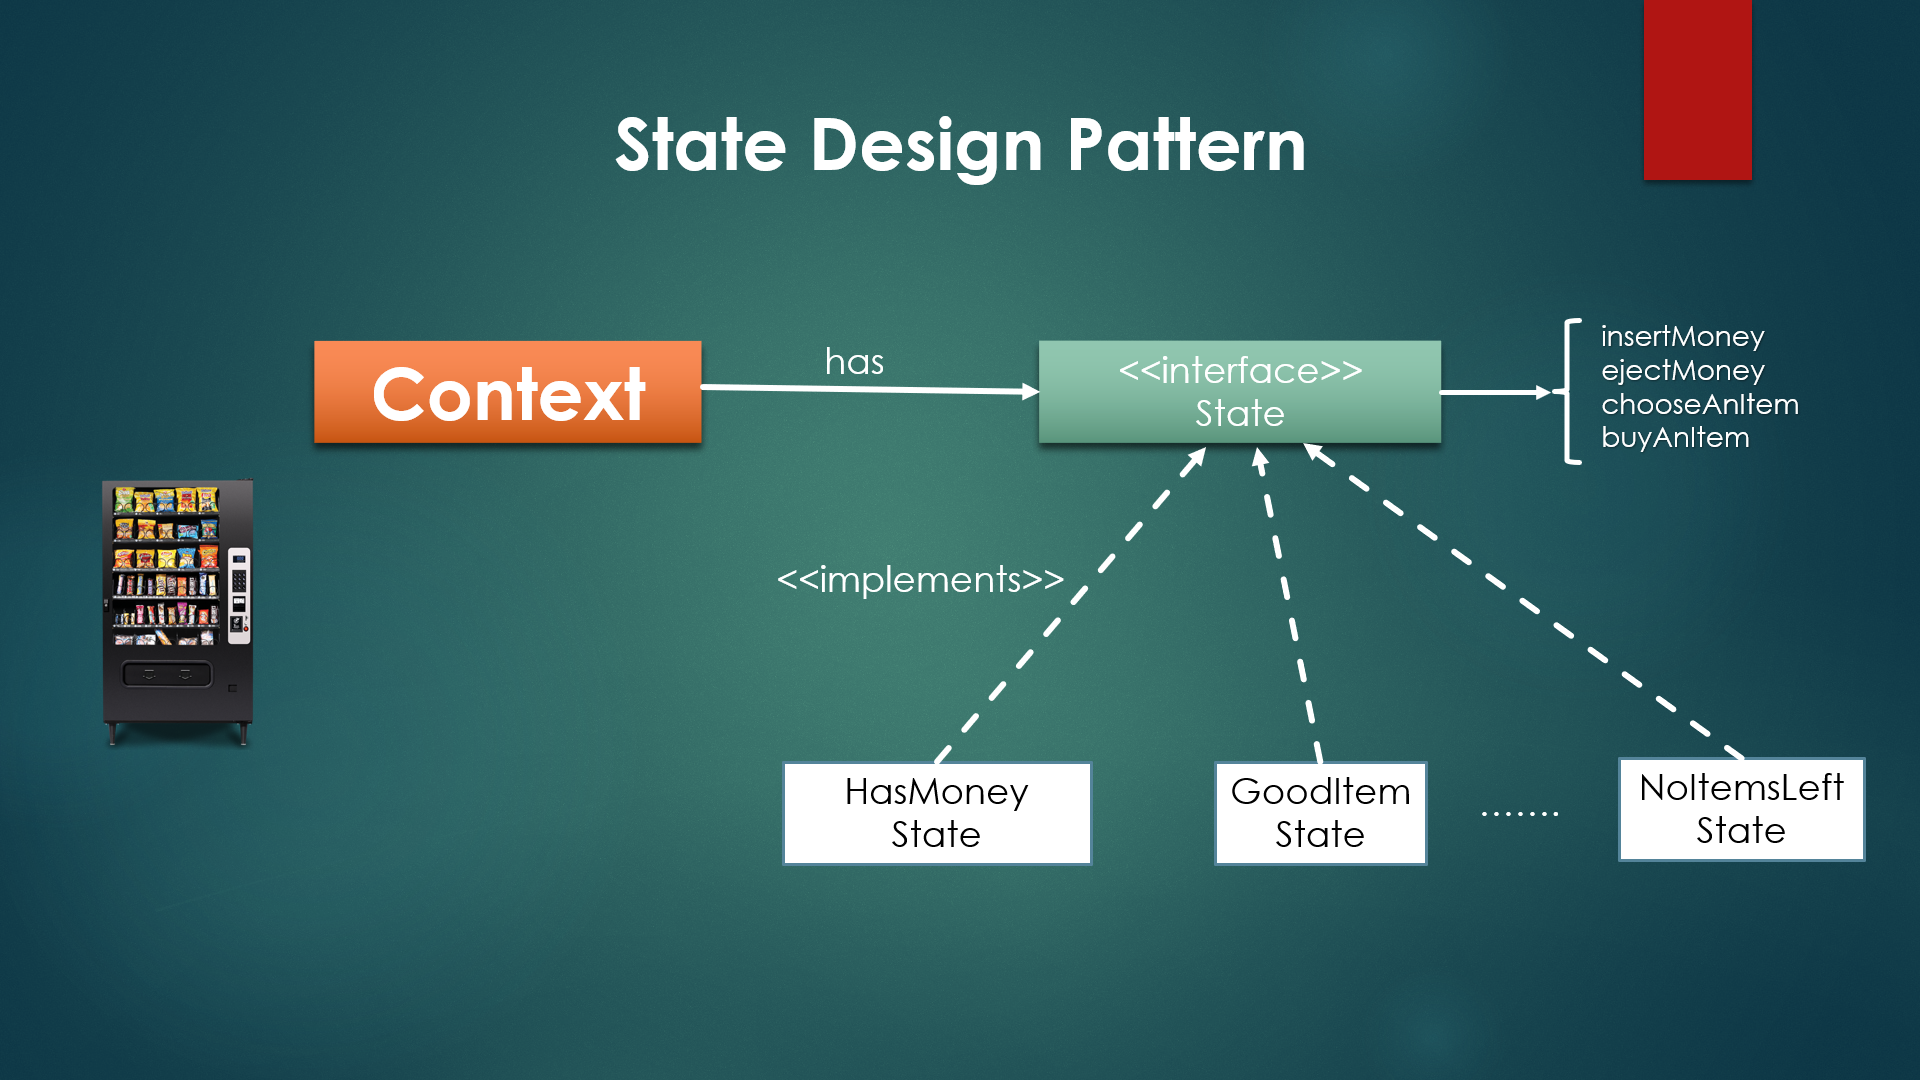 State Design Pattern
Context
has
<<interface>>
State
insertMoney
ejectMoney
chooseAnItem
buyAnItem
<<implements>>
HasMoney
State
GoodItem
State
.......
NoItemsLeft
State